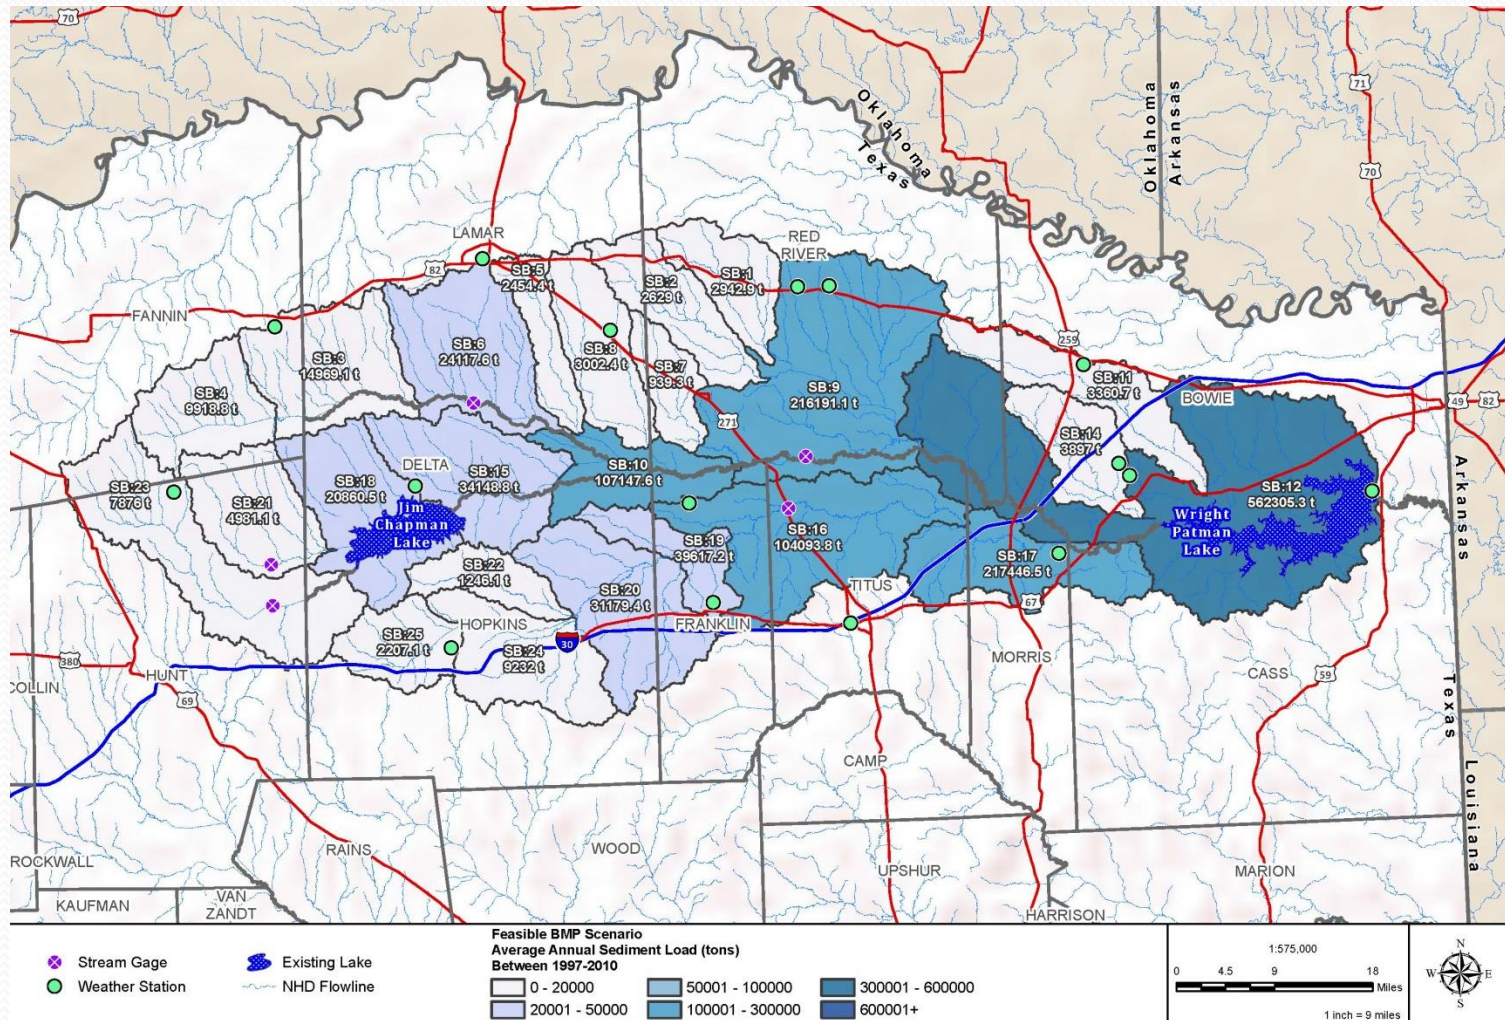 70
71
Oklahoma
Texas
Oklahoma
Arkansas
70
LAMAR
RED
RIVER
82
SB:5
2454.4 t
SB:2
2629 t
SB:1
2942.9 t
FANNIN
259
SB:3
14969.1 t
SB:6
24117.6 t
SB:8
3002.4 t
SB:7
939.3 t
SB:9
216191.1 t
SB:11
3360.7 t
BOWIE
49
82
SB:4
9918.8 t
271
SB:14
3897 t
DELTA
SB:10
107147.6 t
SB:23
7876 t
SB:21
4981.1 t
SB:18
20860.5 t
SB:15
34148.8 t
SB:12
562305.3 t
Jim
Chapman
Lake
Wright
Patman
Lake
Arkansas
Texas
SB:19
39617.2 t
SB:16
104093.8 t
SB:17
217446.5 t
SB:22
1246.1 t
SB:20
31179.4 t
TITUS
67
SB:25
2207.1 t
HOPKINS
FRANKLIN
30
SB:24
9232 t
380
HUNT
COLLIN
69
MORRIS
CASS
59
CAMP
Louisiana
ROCKWALL
RAINS
WOOD
UPSHUR
MARION
KAUFMAN
VAN
ZANDT
HARRISON
Stream Gage
Weather Station
Existing Lake
NHD Flowline
Feasible BMP Scenario
Average Annual Sediment Load (tons)
Between 1997-2010
0 - 20000
20001 - 50000
50001 - 100000
100001 - 300000
300001 - 600000
600001+
1:575,000
0 4.5 9 18
Miles
1 inch = 9 miles
N
W E
S